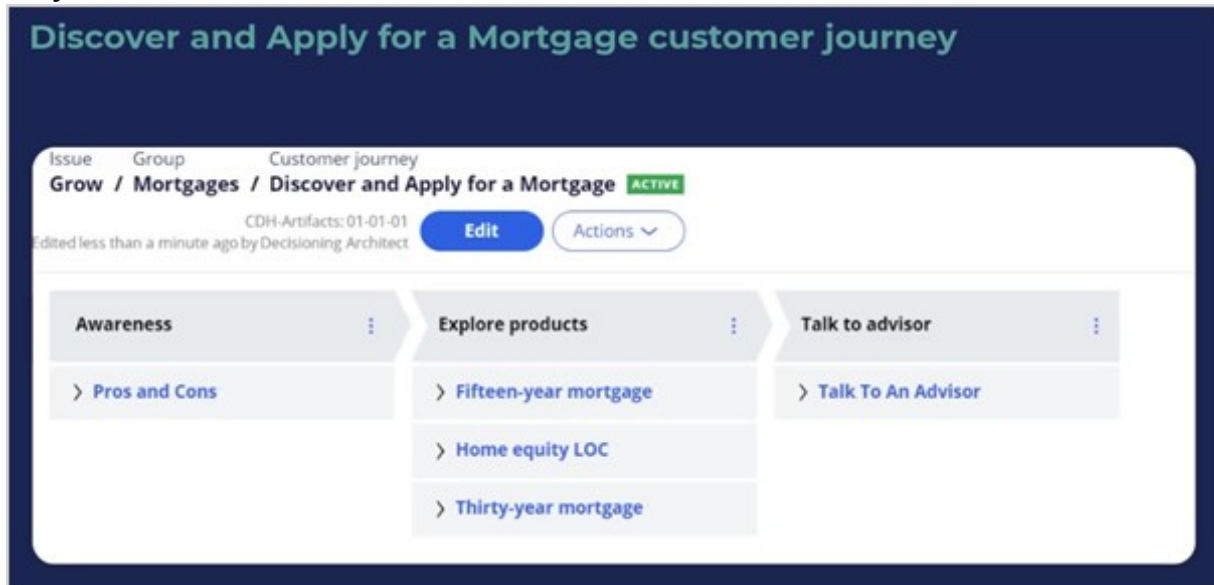 Discover and Apply for a Mortgage customer journey
Issue Group Customer journey
Grow / Mortgages / Discover and Apply for a Mortgage ACTIVE
CDH-Artifacts: 01-01-01
Edited less than a minute ago by Decisioning Architect
Edit Actions
Awareness Explore products Talk to advisor
Pros and Cons Fifteen-year mortgage Talk To An Advisor
Home equity LOC
Thirty-year mortgage